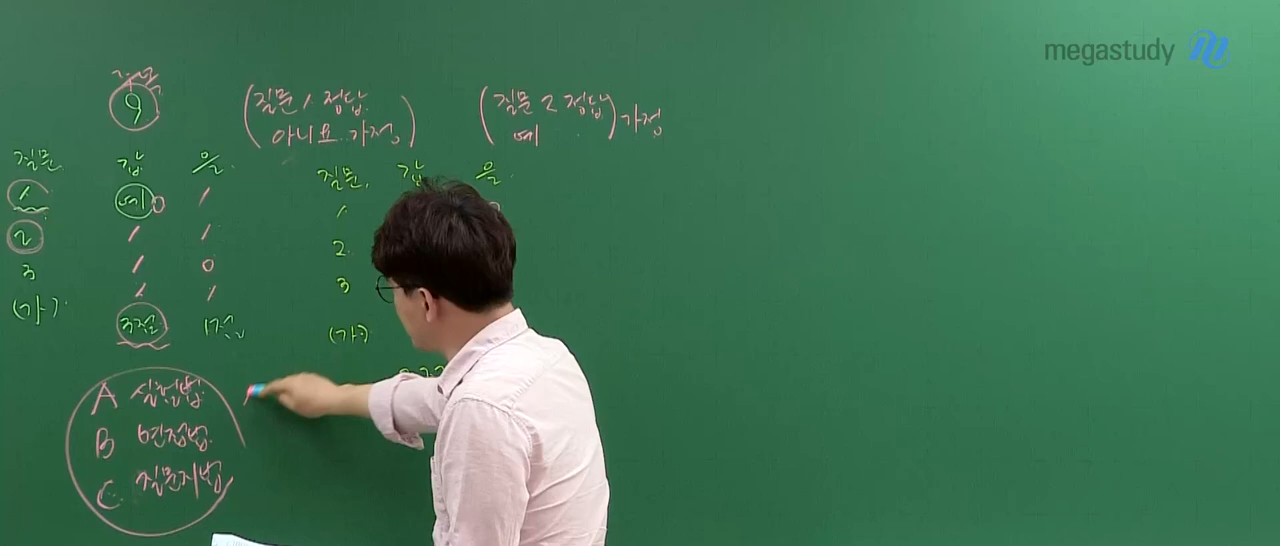 megastudy
9
질문 1 정답
아니요 가정
질문 2 정답
예
가정
질문 갑 을
1 예 0 1
2 1 1
3 1 0
(가) 1 1
3점 1점
질문 갑 을
1
2
3
(가)
A 실험법
B 면접법
C 질문지법